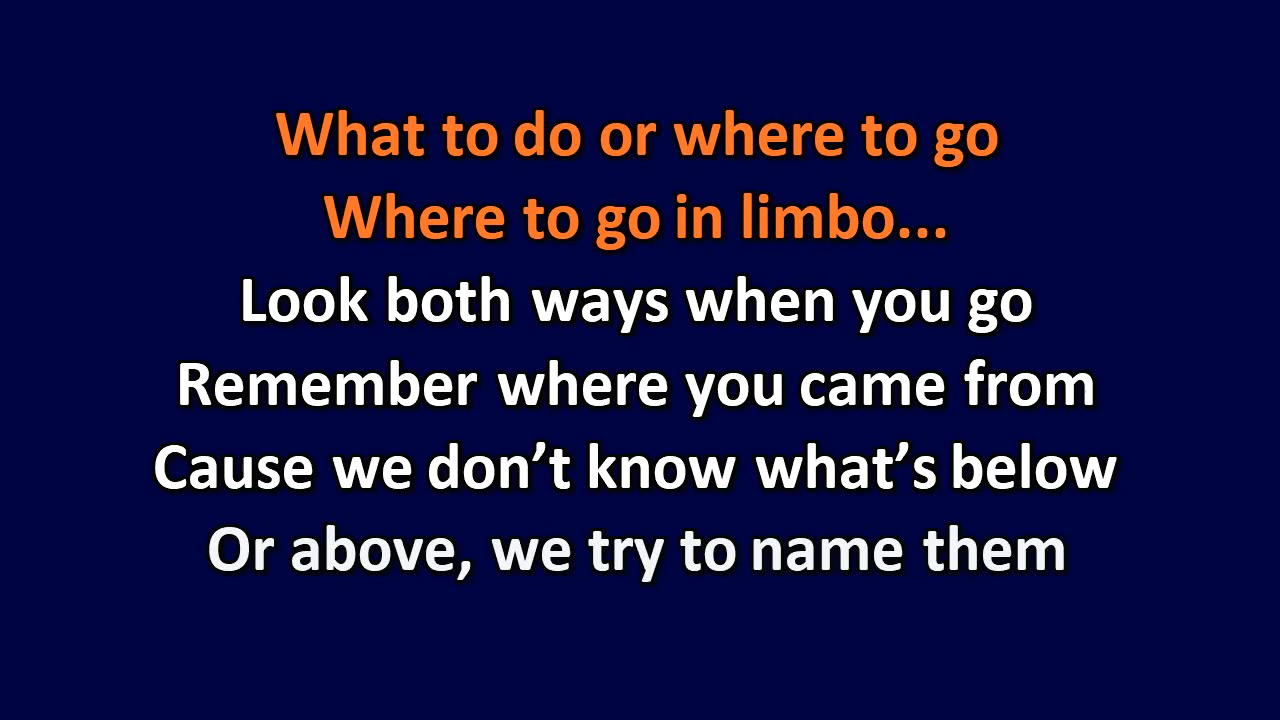 What to do or where to go
Where to go in limbo...
Look both ways when you go
Remember where you came from
Cause we don’t know what’s below
Or above, we try to name them